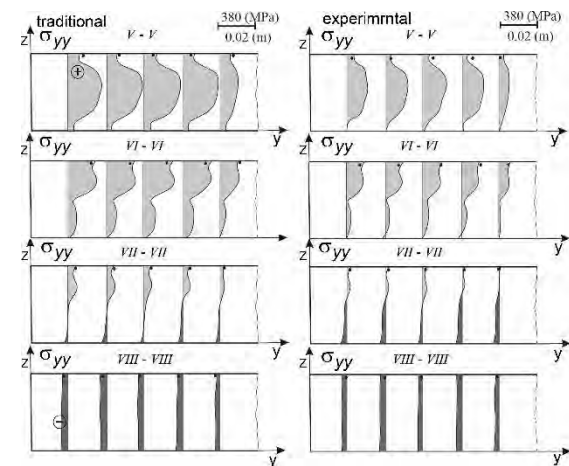 traditional
380 (MPa)
0.02 (m)
z σyy V - V
+
y
z σyy VI - VI
y
z σyy VII - VII
y
z σyy VIII - VIII
−
y
experimrntal
380 (MPa)
0.02 (m)
z σyy V - V
y
z σyy VI - VI
y
z σyy VII - VII
y
z σyy VIII - VIII
y